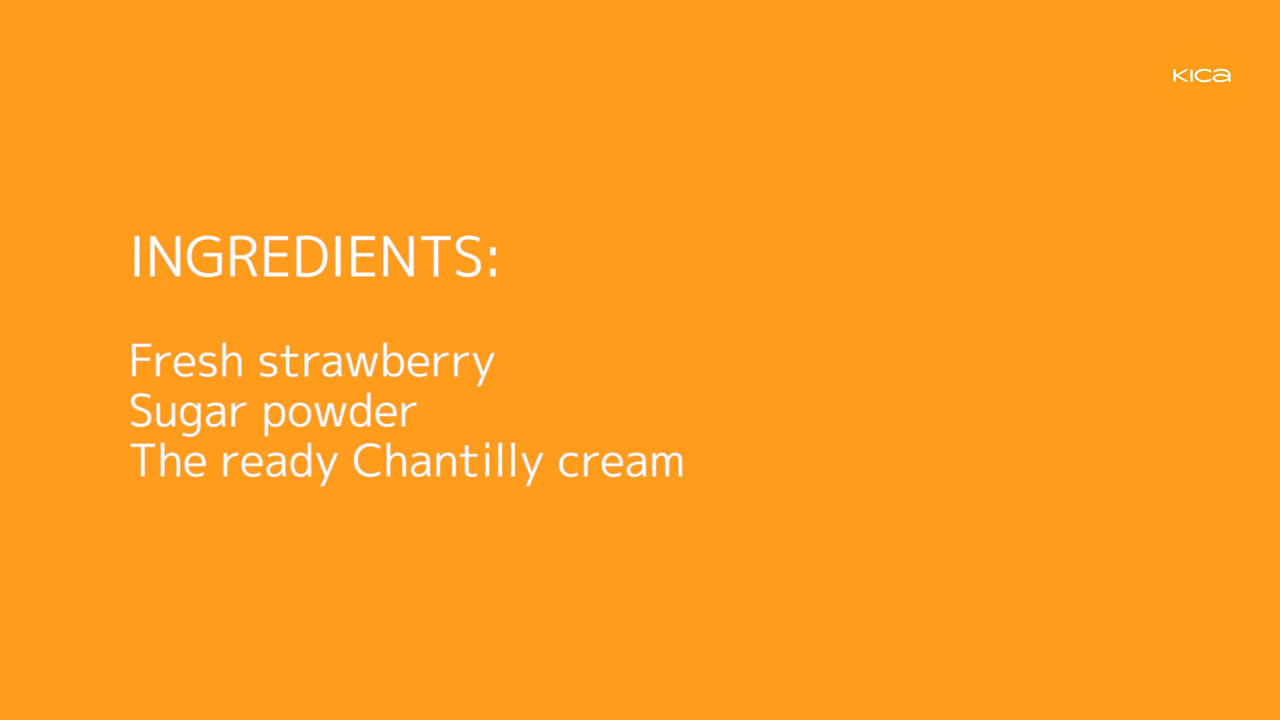 KICA
INGREDIENTS:
Fresh strawberry
Sugar powder
The ready Chantilly cream